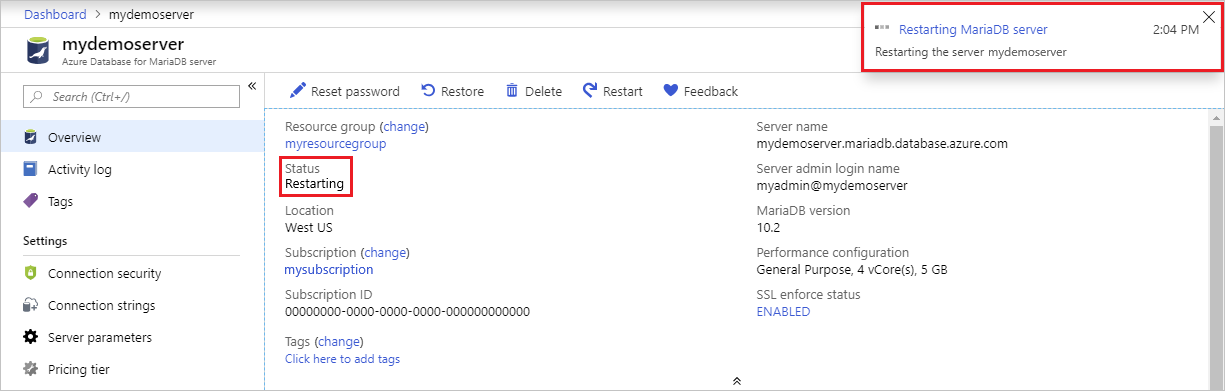 Dashboard > mydemoserver
mydemoserver
Azure Database for MariaDB server
Restarting MariaDB server 2:04 PM
Restarting the server mydemoserver
Search (Ctrl+/)
Overview
Activity log
Tags
Settings
Connection security
Connection strings
Server parameters
Pricing tier
Reset password Restore Delete Restart Feedback
Resource group (change)
myresourcegroup
Status
Restarting
Location
West US
Subscription (change)
mysubscription
Subscription ID
00000000-0000-0000-0000-000000000000
Tags (change)
Click here to add tags
Server name
mydemoserver.mariadb.database.azure.com
Server admin login name
myadmin@mydemoserver
MariaDB version
10.2
Performance configuration
General Purpose, 4 vCore(s), 5 GB
SSL enforce status
ENABLED